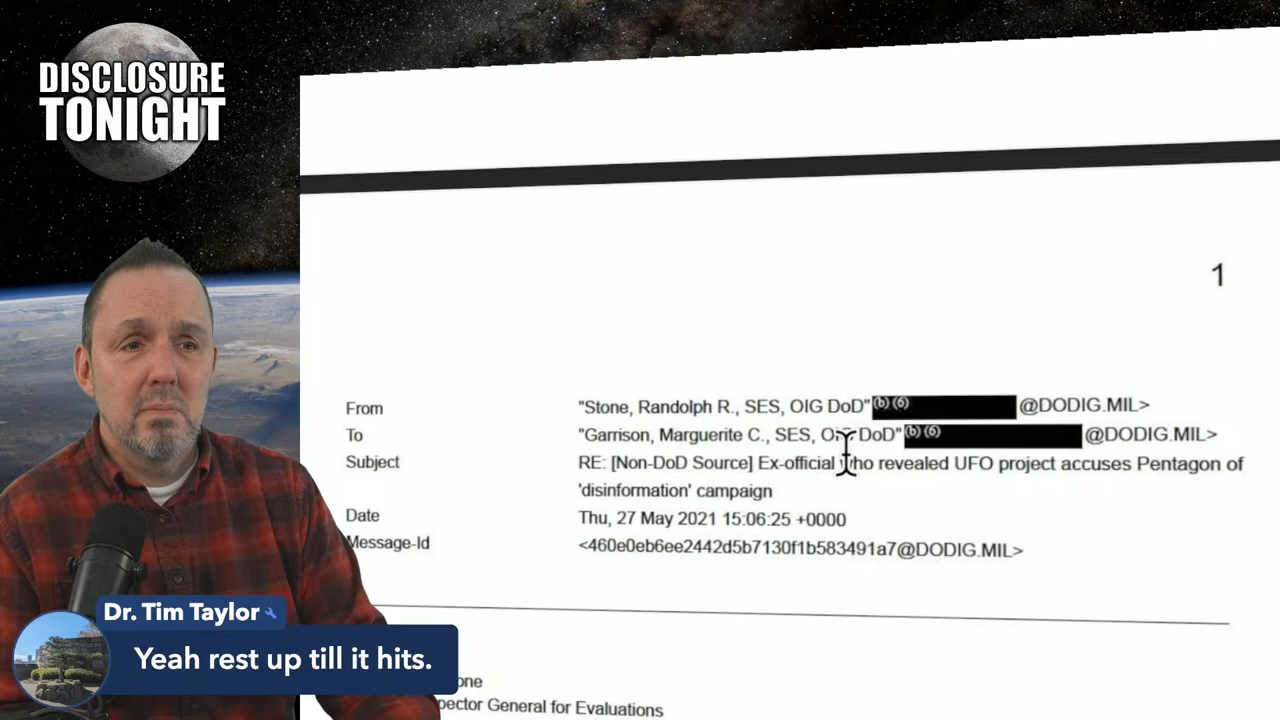 DISCLOSURE
TONIGHT
1
From "Stone, Randolph R., SES, OIG DoD" (b) (6) @DODIG.MIL>
To "Garrison, Marguerite C., SES, OIG DoD" (b) (6) @DODIG.MIL>
Subject RE: [Non-DoD Source] Ex-official who revealed UFO project accuses Pentagon of
'disinformation' campaign
Date Thu, 27 May 2021 15:06:25 +0000
Message-Id <460e0eb6ee2442d5b7130f1b583491a7@DODIG.MIL>
Dr. Tim Taylor
Yeah rest up till it hits.
one
pector General for Evaluations